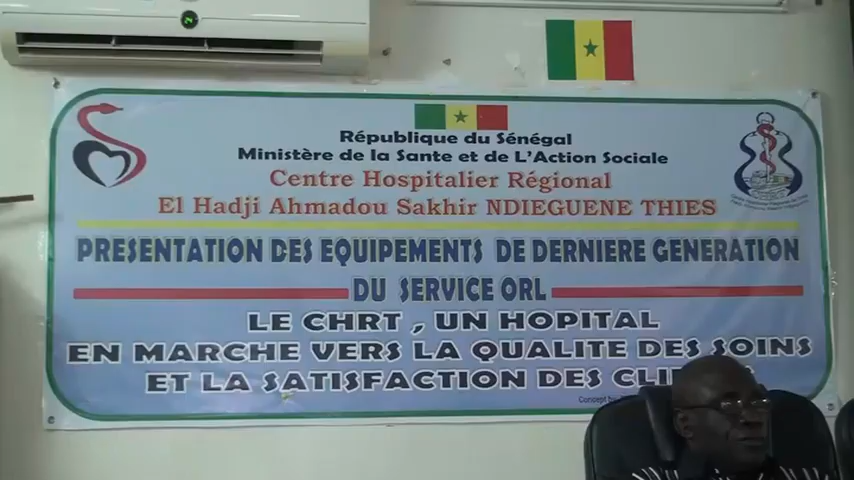 République du Sénégal
Ministère de la Santé et de L'Action Sociale
Centre Hospitalier Régional
El Hadji Ahmadou Sakhir NDIEGUENE THIES
PRESENTATION DES EQUIPEMENTS DE DERNIERE GENERATION
DU SERVICE ORL
LE CHRT , UN HOPITAL
EN MARCHE VERS LA QUALITE DES SOINS
ET LA SATISFACTION DES
Concept